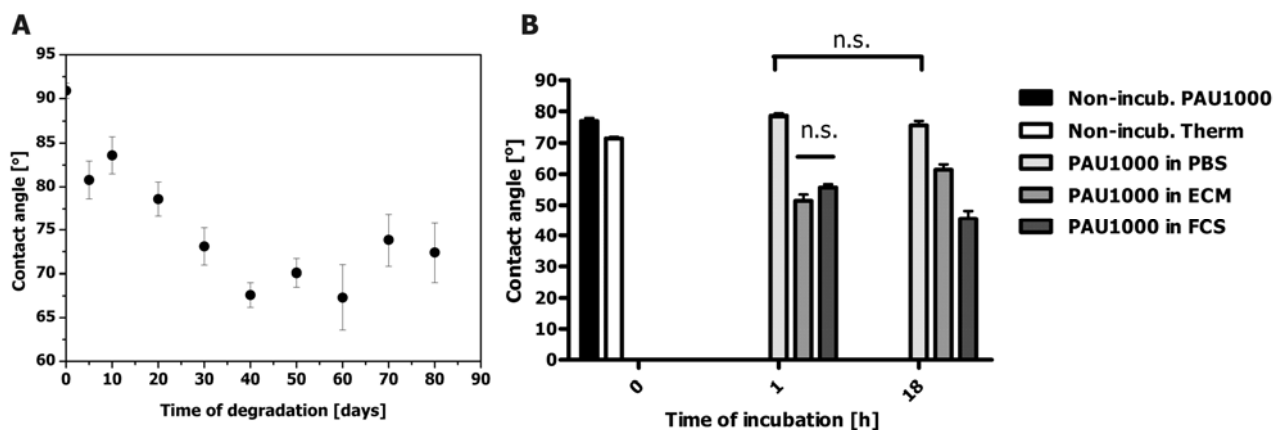 A
Contact angle [°]
95
90
85
80
75
70
65
60
0 10 20 30 40 50 60 70 80 90
Time of degradation [days]
B
n.s.
n.s.
Contact angle [°]
90
80
70
60
50
40
30
20
10
0
0 1 18
Time of incubation [h]
Non-incub. PAU1000
Non-incub. Therm
PAU1000 in PBS
PAU1000 in ECM
PAU1000 in FCS